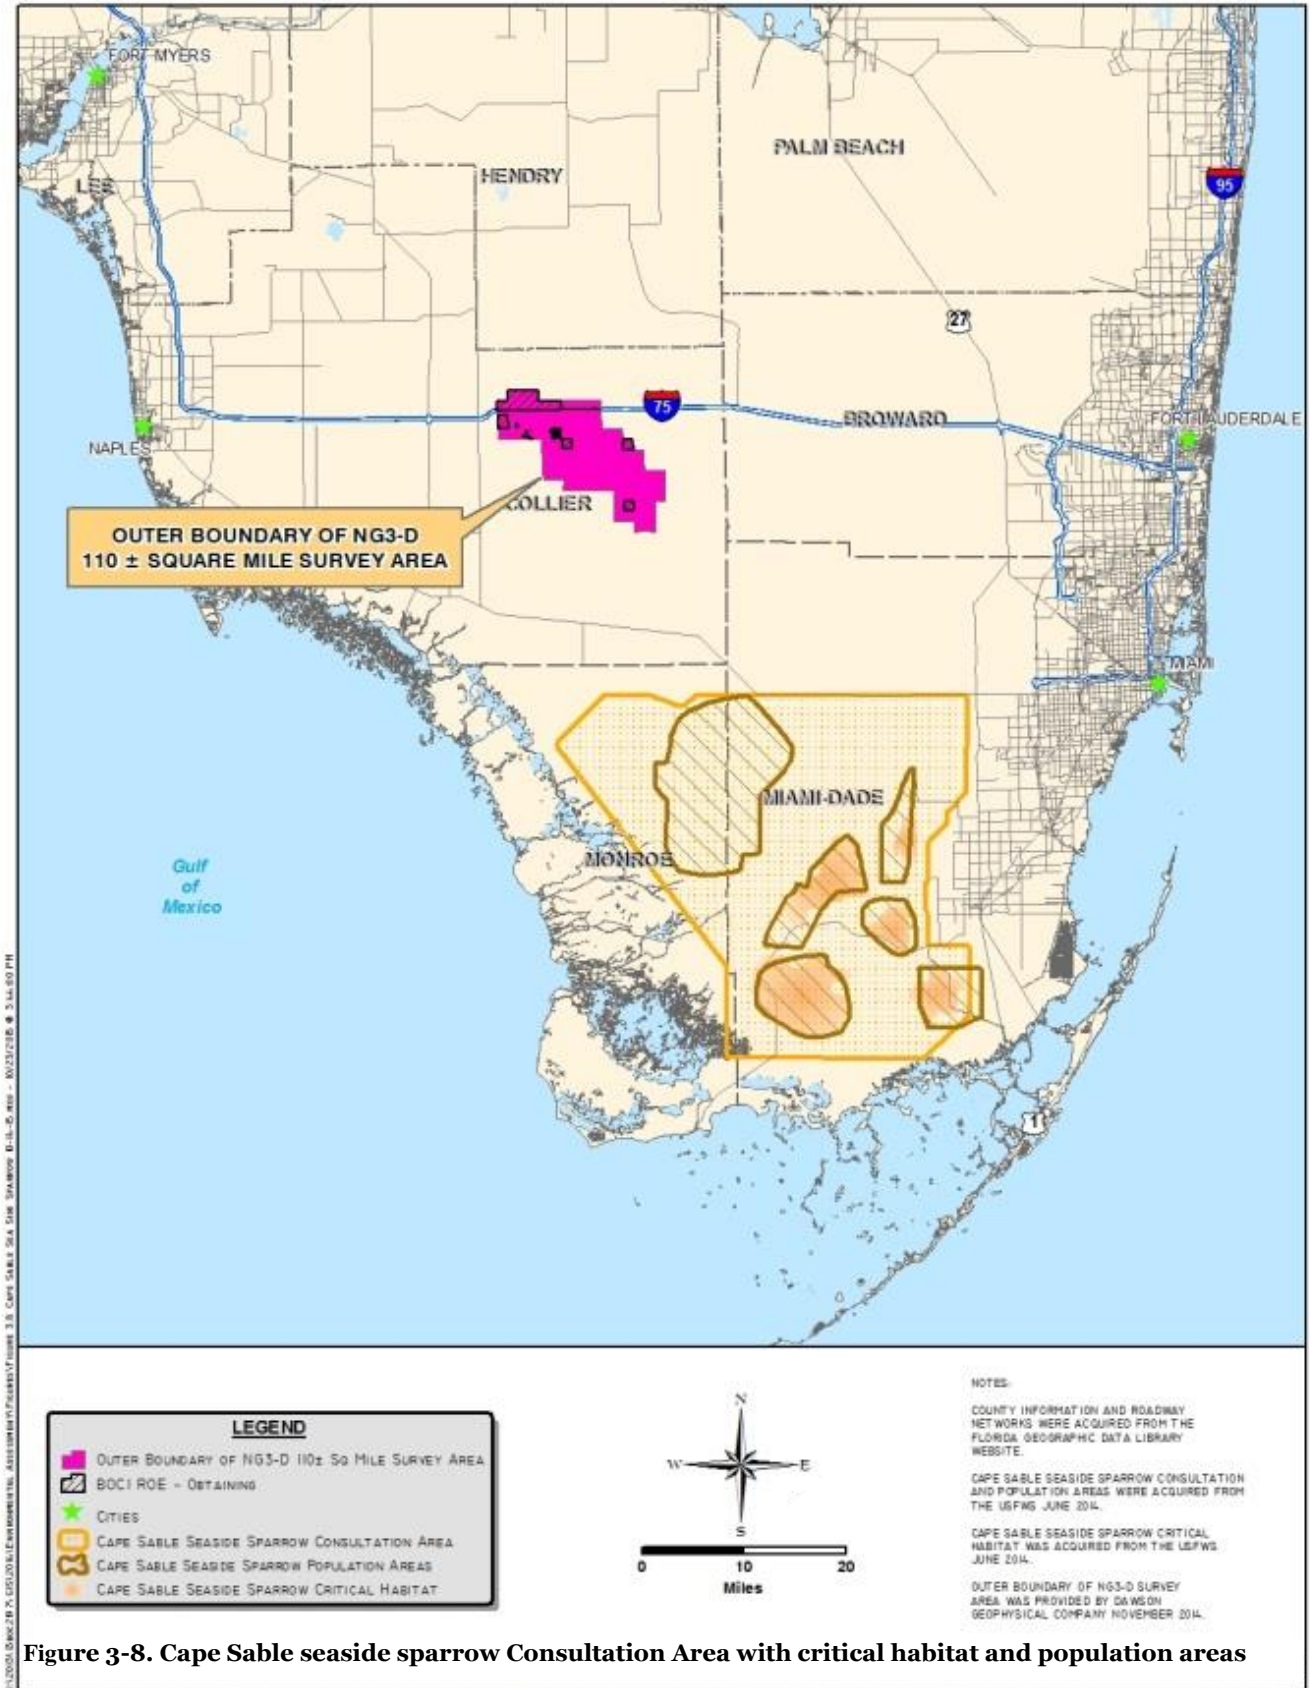 FORT MYERS
LEE
HENDRY
PALM BEACH
95
27
75
BROWARD
FORT LAUDERDALE
NAPLES
COLLIER
OUTER BOUNDARY OF NG3-D
110 ± SQUARE MILE SURVEY AREA
MIAMI
MIAMI-DADE
MONROE
Gulf
of
Mexico
1
LEGEND
OUTER BOUNDARY OF NG3-D 110± SQ MILE SURVEY AREA
BOCI ROE - OBTAINING
CITIES
CAPE SABLE SEASIDE SPARROW CONSULTATION AREA
CAPE SABLE SEASIDE SPARROW POPULATION AREAS
CAPE SABLE SEASIDE SPARROW CRITICAL HABITAT
N
W
E
S
0 10 20
Miles
NOTES:
COUNTY INFORMATION AND ROADWAY
NETWORKS WERE ACQUIRED FROM THE
FLORIDA GEOGRAPHIC DATA LIBRARY
WEBSITE.
CAPE SABLE SEASIDE SPARROW CONSULTATION
AND POPULATION AREAS WERE ACQUIRED FROM
THE USFWS JUNE 2014.
CAPE SABLE SEASIDE SPARROW CRITICAL
HABITAT WAS ACQUIRED FROM THE USFWS
JUNE 2014.
OUTER BOUNDARY OF NG3-D SURVEY
AREA WAS PROVIDED BY DAWSON
GEOPHYSICAL COMPANY NOVEMBER 2014.
Figure 3-8. Cape Sable seaside sparrow Consultation Area with critical habitat and population areas